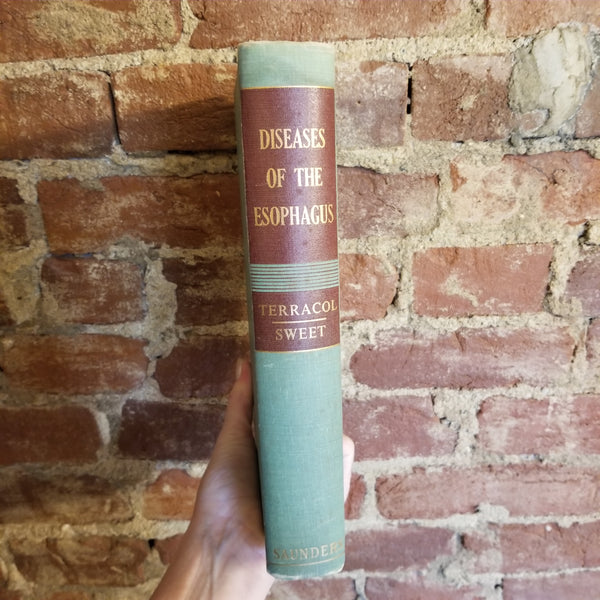 DISEASES
OF THE
ESOPHAGUS
TERRACOL
SWEET
SAUNDERS